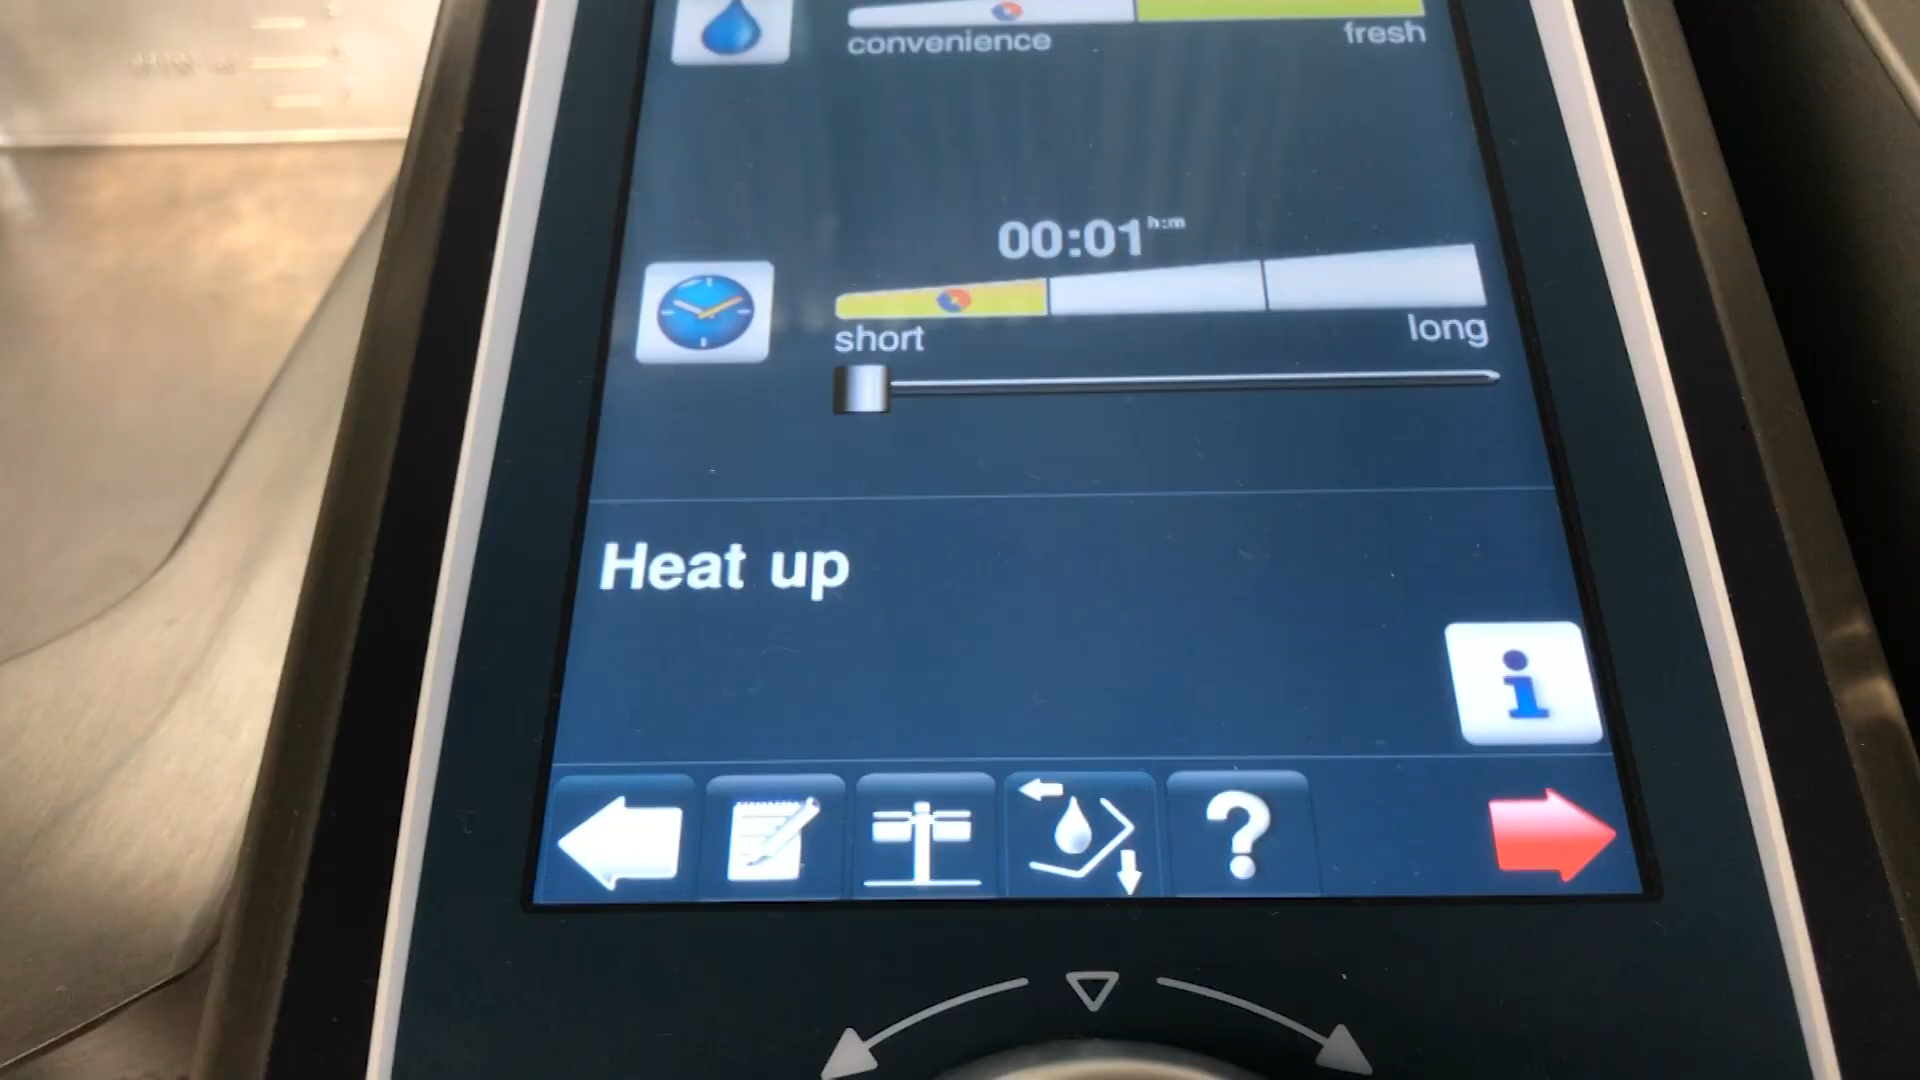 convenience fresh
00:01 h:m
short long
Heat up
i
?